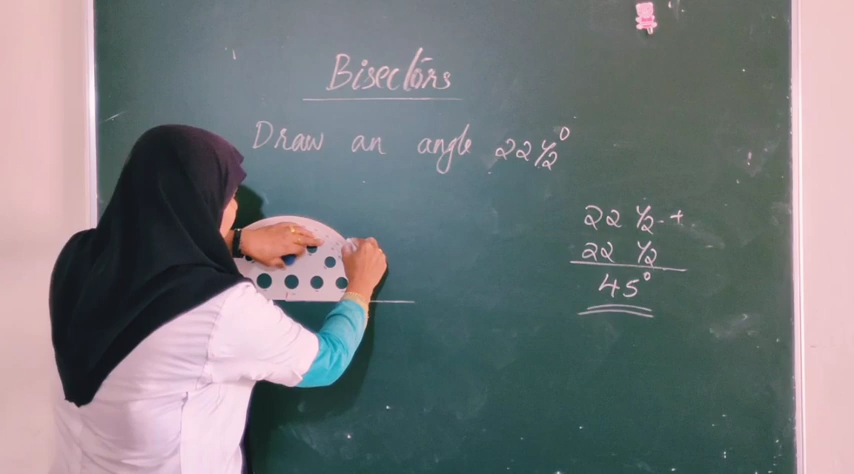 Bisectors
Draw an angle 22½°
22 ½ +
22 ½
45°